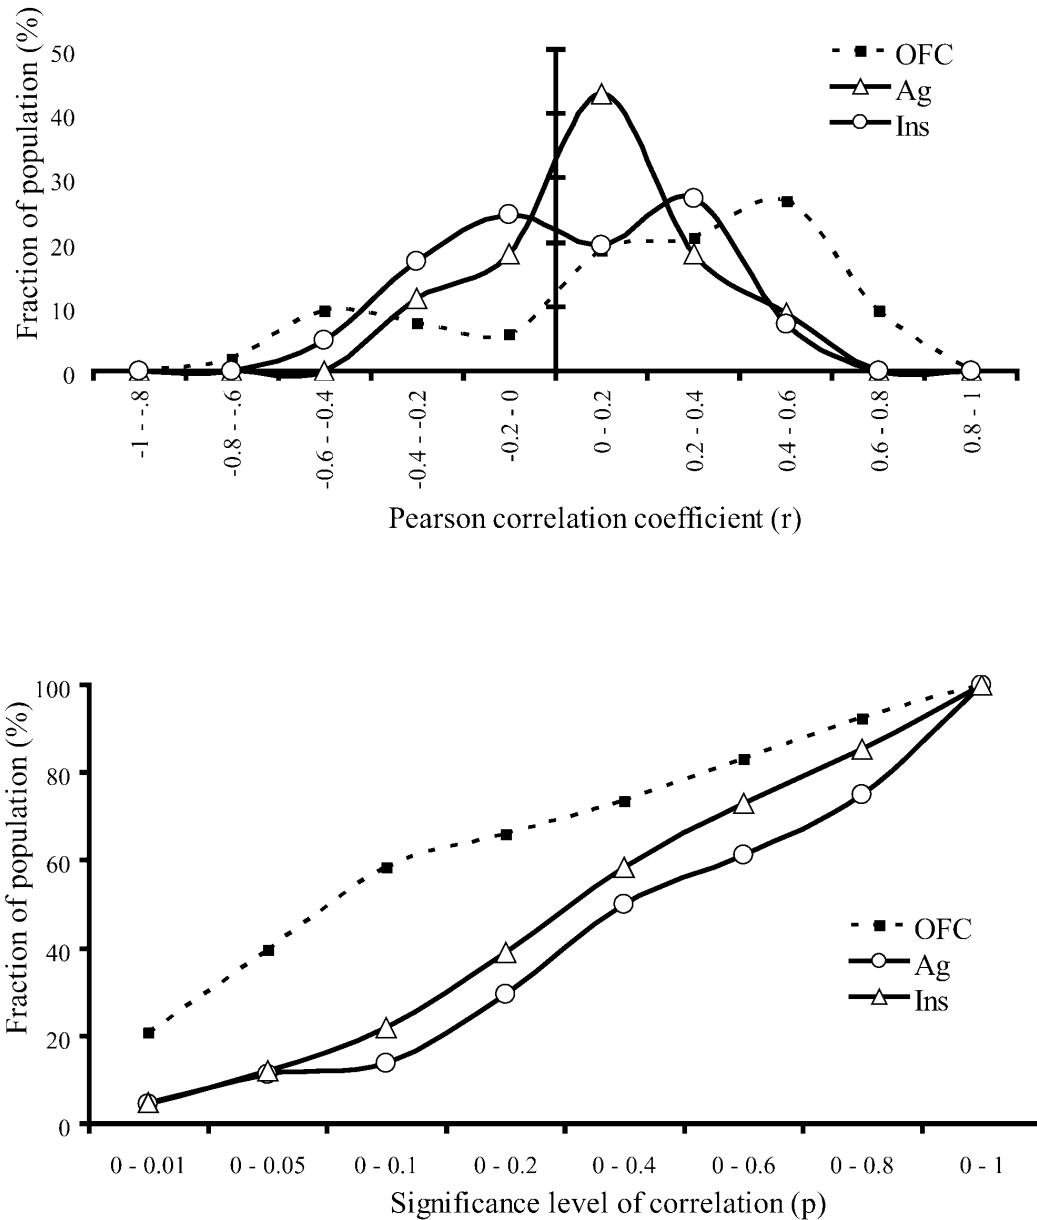 Fraction of population (%)
50
40
30
20
10
0
OFC
Ag
Ins
-1 - -.8
-0.8 - -.6
-0.6 - -0.4
-0.4 - -0.2
-0.2 - 0
0 - 0.2
0.2 - 0.4
0.4 - 0.6
0.6 - 0.8
0.8 - 1
Pearson correlation coefficient (r)
Fraction of population (%)
100
80
60
40
20
0
OFC
Ag
Ins
0 - 0.01
0 - 0.05
0 - 0.1
0 - 0.2
0 - 0.4
0 - 0.6
0 - 0.8
0 - 1
Significance level of correlation (p)